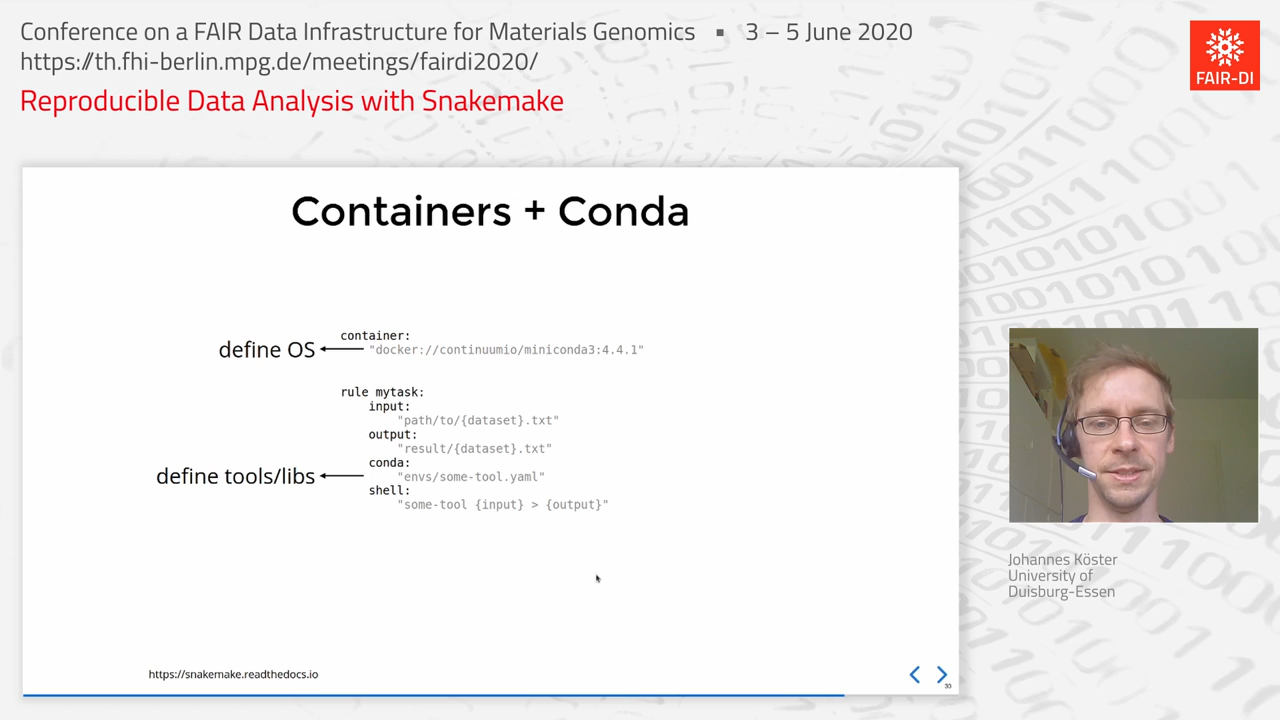 Conference on a FAIR Data Infrastructure for Materials Genomics ▪ 3 – 5 June 2020
https://th.fhi-berlin.mpg.de/meetings/fairdi2020/
Reproducible Data Analysis with Snakemake
FAIR-DI
Containers + Conda
container:
define OS
"docker://continuumio/miniconda3:4.4.1"
rule mytask:
input:
"path/to/{dataset}.txt"
output:
"result/{dataset}.txt"
conda:
define tools/libs
"envs/some-tool.yaml"
shell:
"some-tool {input} > {output}"
https://snakemake.readthedocs.io
30
Johannes Köster
University of
Duisburg-Essen